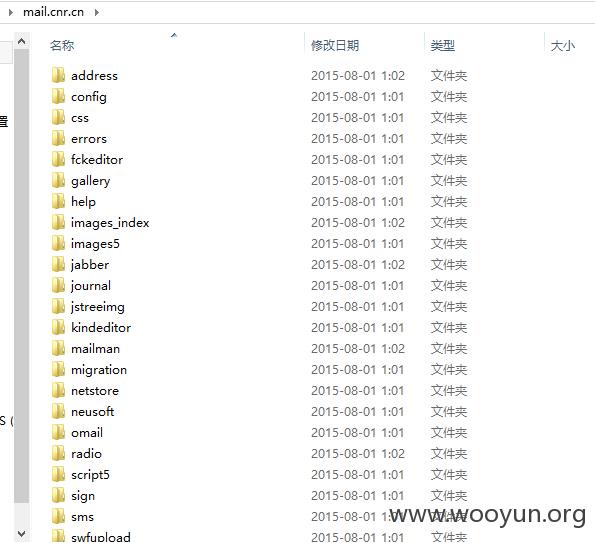 mail.cnr.cn
名称 修改日期 类型 大小
address 2015-08-01 1:02 文件夹
config 2015-08-01 1:01 文件夹
css 2015-08-01 1:01 文件夹
errors 2015-08-01 1:01 文件夹
fckeditor 2015-08-01 1:01 文件夹
gallery 2015-08-01 1:01 文件夹
help 2015-08-01 1:01 文件夹
images_index 2015-08-01 1:02 文件夹
images5 2015-08-01 1:01 文件夹
jabber 2015-08-01 1:02 文件夹
journal 2015-08-01 1:01 文件夹
jstreeimg 2015-08-01 1:01 文件夹
kindeditor 2015-08-01 1:01 文件夹
mailman 2015-08-01 1:02 文件夹
migration 2015-08-01 1:01 文件夹
netstore 2015-08-01 1:01 文件夹
neusoft 2015-08-01 1:01 文件夹
S (
omail 2015-08-01 1:01 文件夹
radio 2015-08-01 1:02 文件夹
script5 2015-08-01 1:01 文件夹
sign 2015-08-01 1:01 文件夹
sms 2015-08-01 1:01 文件夹
www.wooyun.org
swfupload 2015-08-01 1:01 文件夹